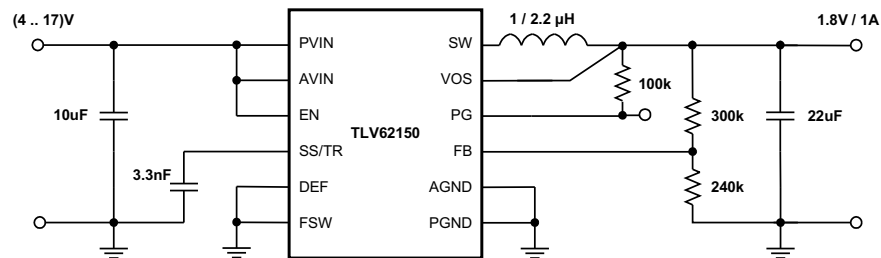 (4 .. 17)V
1 / 2.2 µH
1.8V / 1A
PVIN
SW
AVIN
VOS
100k
10uF
EN
PG
300k
22uF
TLV62150
SS/TR
FB
3.3nF
DEF
AGND
240k
FSW
PGND